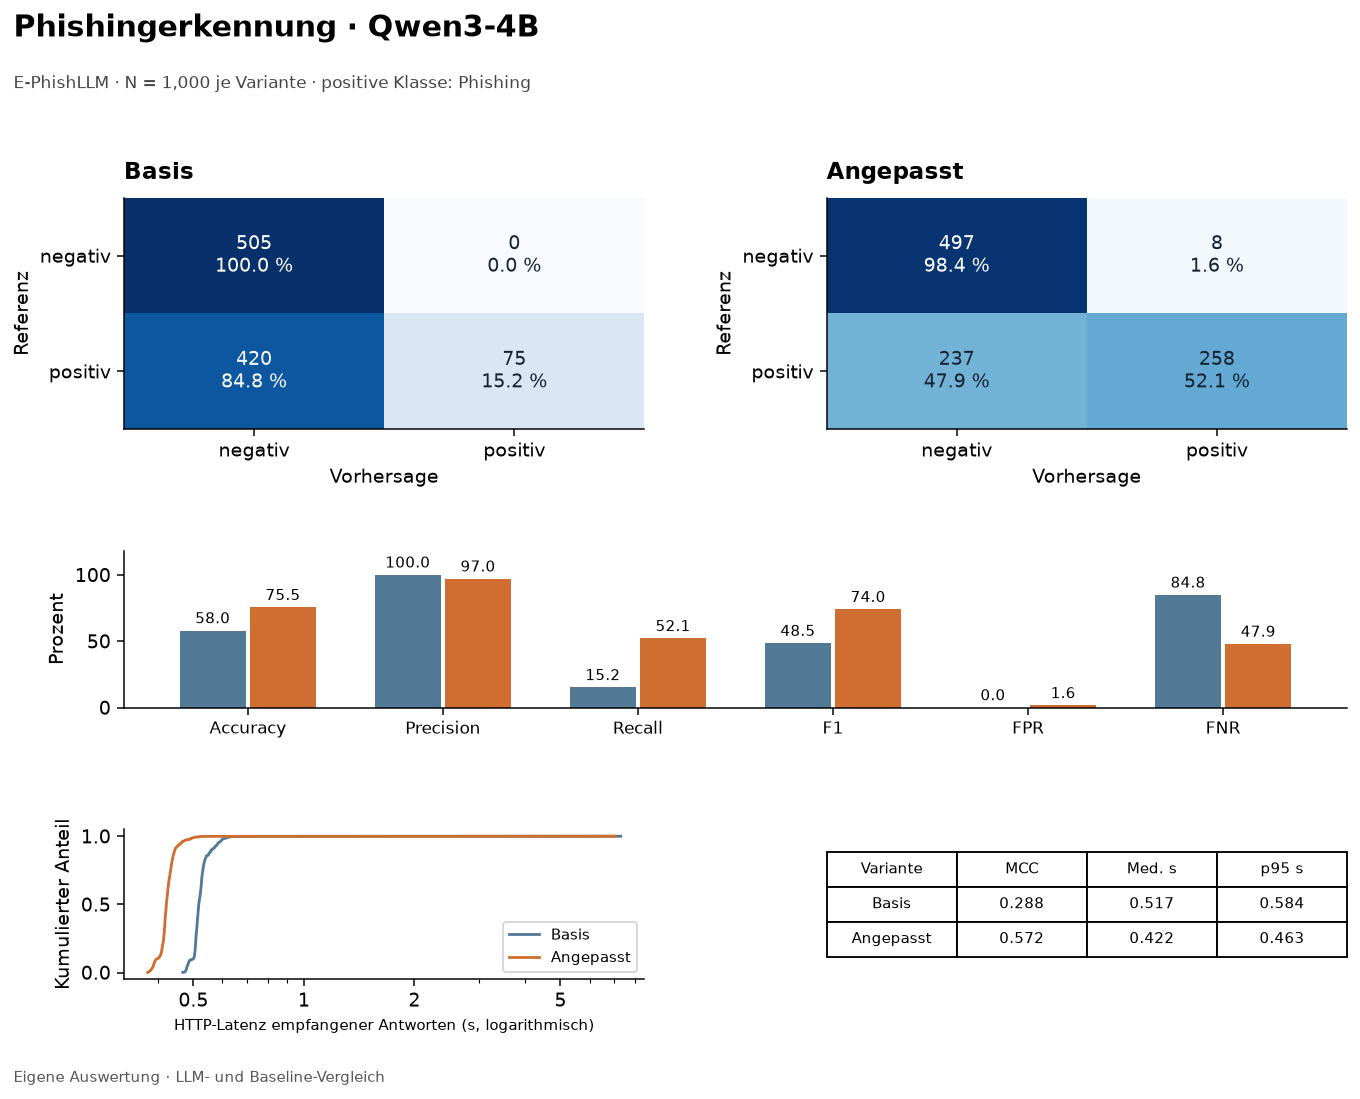 Phishingerkennung · Qwen3-4B
E-PhishLLM · N = 1,000 je Variante · positive Klasse: Phishing
Basis
Referenz
negativ
505
100.0 %
0
0.0 %
positiv
420
84.8 %
75
15.2 %
negativ
positiv
Vorhersage
Angepasst
Referenz
negativ
497
98.4 %
8
1.6 %
positiv
237
47.9 %
258
52.1 %
negativ
positiv
Vorhersage
Prozent
100
50
0
58.0
75.5
100.0
97.0
15.2
52.1
48.5
74.0
0.0
1.6
84.8
47.9
Accuracy
Precision
Recall
F1
FPR
FNR
Kumulierter Anteil
1.0
0.5
0.0
Basis
Angepasst
0.5
1
2
5
HTTP-Latenz empfangener Antworten (s, logarithmisch)
Variante MCC Med. s p95 s
Basis 0.288 0.517 0.584
Angepasst 0.572 0.422 0.463
Eigene Auswertung · LLM- und Baseline-Vergleich